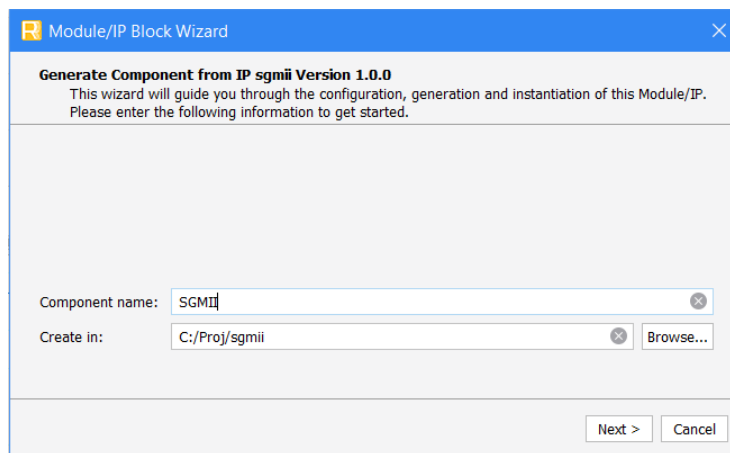 Module/IP Block Wizard
Generate Component from IP sgmii Version 1.0.0
This wizard will guide you through the configuration, generation and instantiation of this Module/IP.
Please enter the following information to get started.
Component name: SGMII
Create in: C:/Proj/sgmii Browse...
Next > Cancel